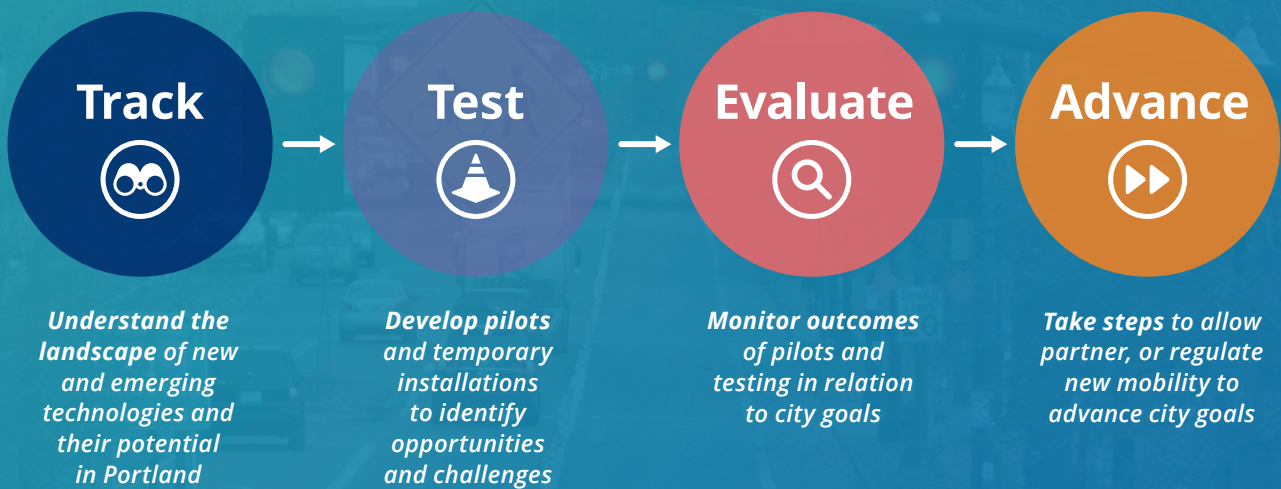 Track
Understand the
landscape of new
and emerging
technologies and
their potential
in Portland
Test
Develop pilots
and temporary
installations
to identify
opportunities
and challenges
Evaluate
Monitor outcomes
of pilots and
testing in relation
to city goals
Advance
Take steps to allow
partner, or regulate
new mobility to
advance city goals